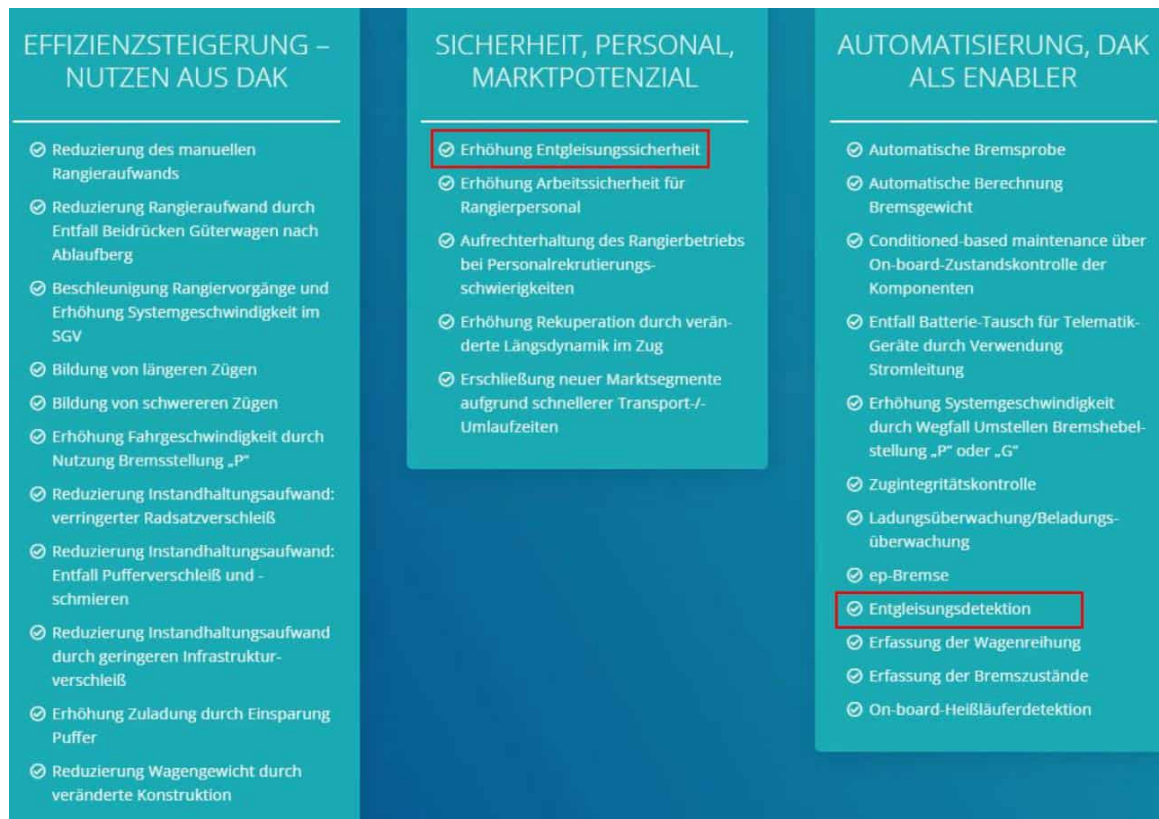 EFFIZIENZSTEIGERUNG –
NUTZEN AUS DAK
Reduzierung des manuellen
Rangieraufwands
Reduzierung Rangieraufwand durch
Entfall Beidrücken Güterwagen nach
Ablaufberg
Beschleunigung Rangiervorgänge und
Erhöhung Systemgeschwindigkeit im
SGV
Bildung von längeren Zügen
Bildung von schwereren Zügen
Erhöhung Fahrgeschwindigkeit durch
Nutzung Bremsstellung „P“
Reduzierung Instandhaltungsaufwand:
verringerter Radsatzverschleiß
Reduzierung Instandhaltungsaufwand:
Entfall Pufferverschleiß und -
schmieren
Reduzierung Instandhaltungsaufwand
durch geringeren Infrastruktur-
verschleiß
Erhöhung Zuladung durch Einsparung
Puffer
Reduzierung Wagengewicht durch
veränderte Konstruktion
SICHERHEIT, PERSONAL,
MARKTPOTENZIAL
Erhöhung Entgleisungssicherheit
Erhöhung Arbeitssicherheit für
Rangierpersonal
Aufrechterhaltung des Rangierbetriebs
bei Personalrekrutierungs-
schwierigkeiten
Erhöhung Rekuperation durch verän-
derte Längsdynamik im Zug
Erschließung neuer Marktsegmente
aufgrund schnellerer Transport-/-
Umlaufzeiten
AUTOMATISIERUNG, DAK
ALS ENABLER
Automatische Bremsprobe
Automatische Berechnung
Bremsgewicht
Conditioned-based maintenance über
On-board-Zustandskontrolle der
Komponenten
Entfall Batterie-Tausch für Telematik-
Geräte durch Verwendung
Stromleitung
Erhöhung Systemgeschwindigkeit
durch Wegfall Umstellen Bremshebel-
stellung „P“ oder „G“
Zugintegritätskontrolle
Ladungsüberwachung/Beladungs-
überwachung
ep-Bremse
Entgleisungsdetektion
Erfassung der Wagenreihung
Erfassung der Bremszustände
On-board-Heißläuferdetektion